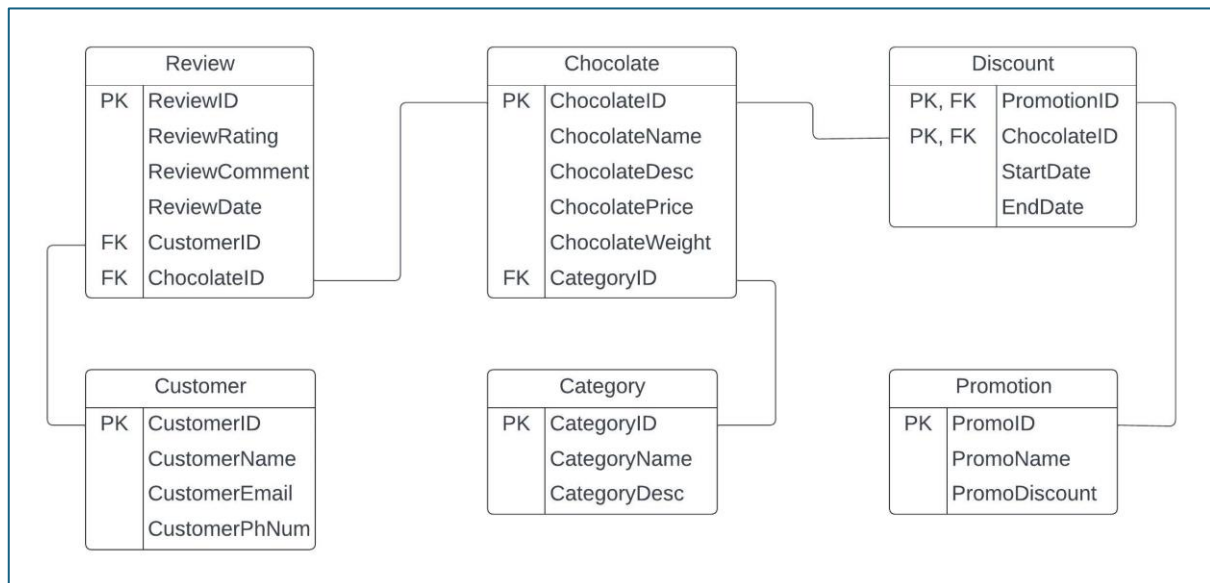 Review
PK ReviewID
ReviewRating
ReviewComment
ReviewDate
FK CustomerID
FK ChocolateID
Chocolate
PK ChocolateID
ChocolateName
ChocolateDesc
ChocolatePrice
ChocolateWeight
FK CategoryID
Discount
PK, FK PromotionID
PK, FK ChocolateID
StartDate
EndDate
Customer
PK CustomerID
CustomerName
CustomerEmail
CustomerPhNum
Category
PK CategoryID
CategoryName
CategoryDesc
Promotion
PK PromoID
PromoName
PromoDiscount